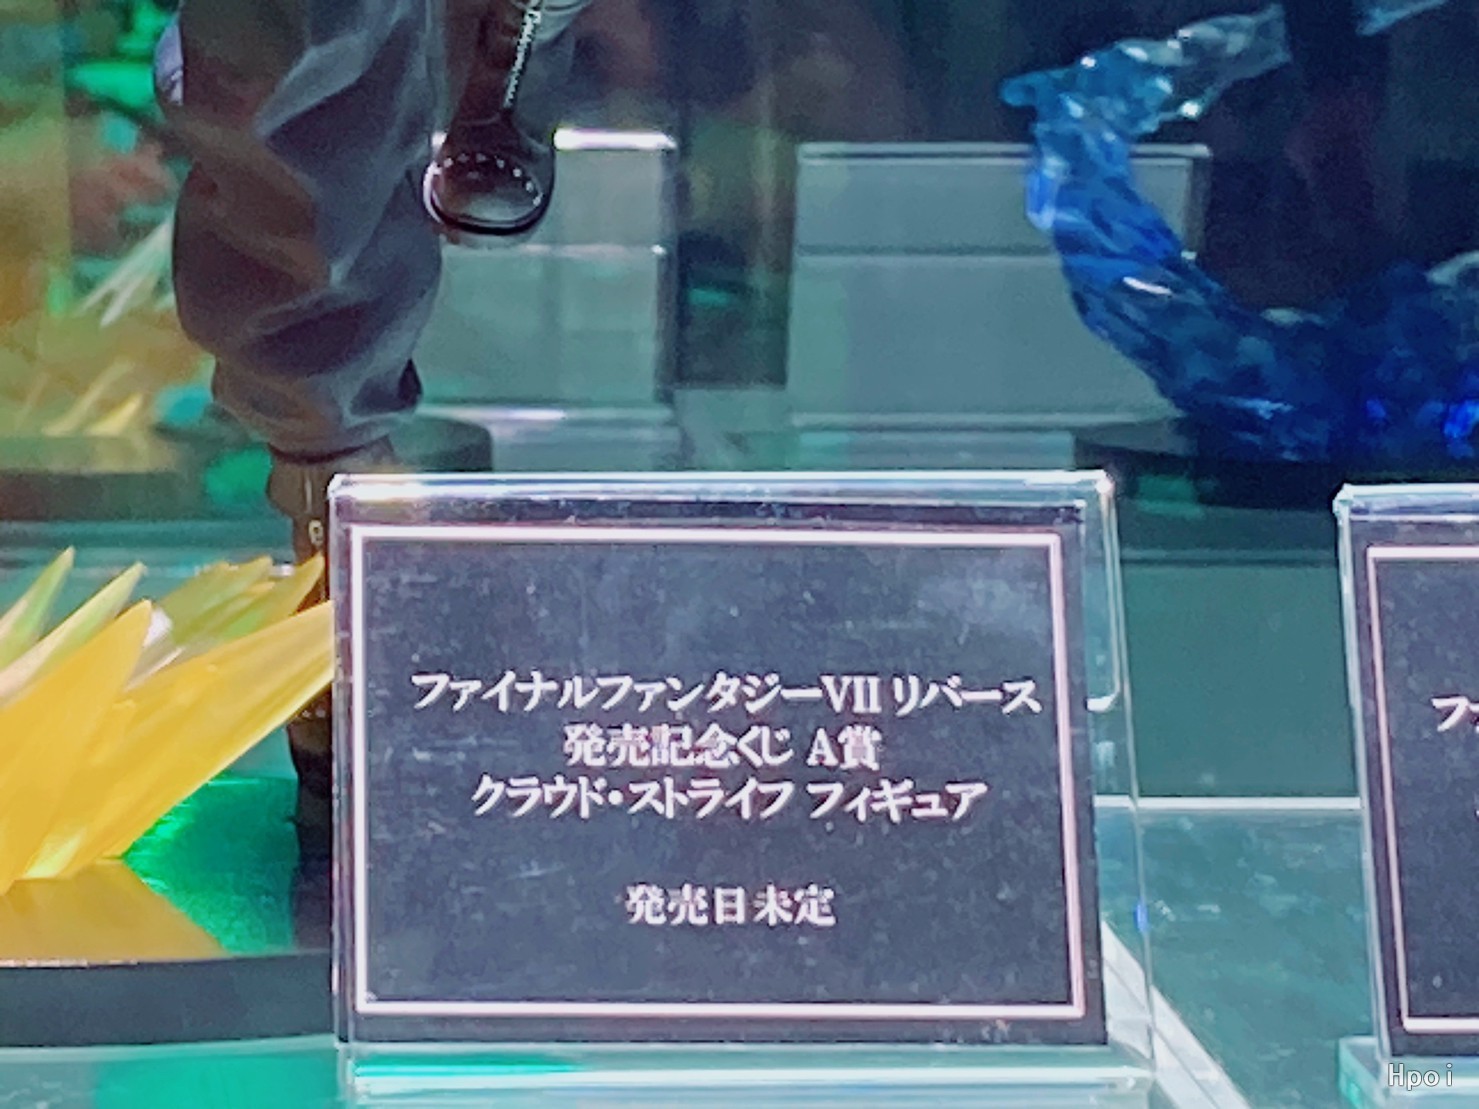 ファイナルファンタジーVII リバース
発売記念くじ A賞
クラウド・ストライフ フィギュア
発売日未定
フ
Hpoi